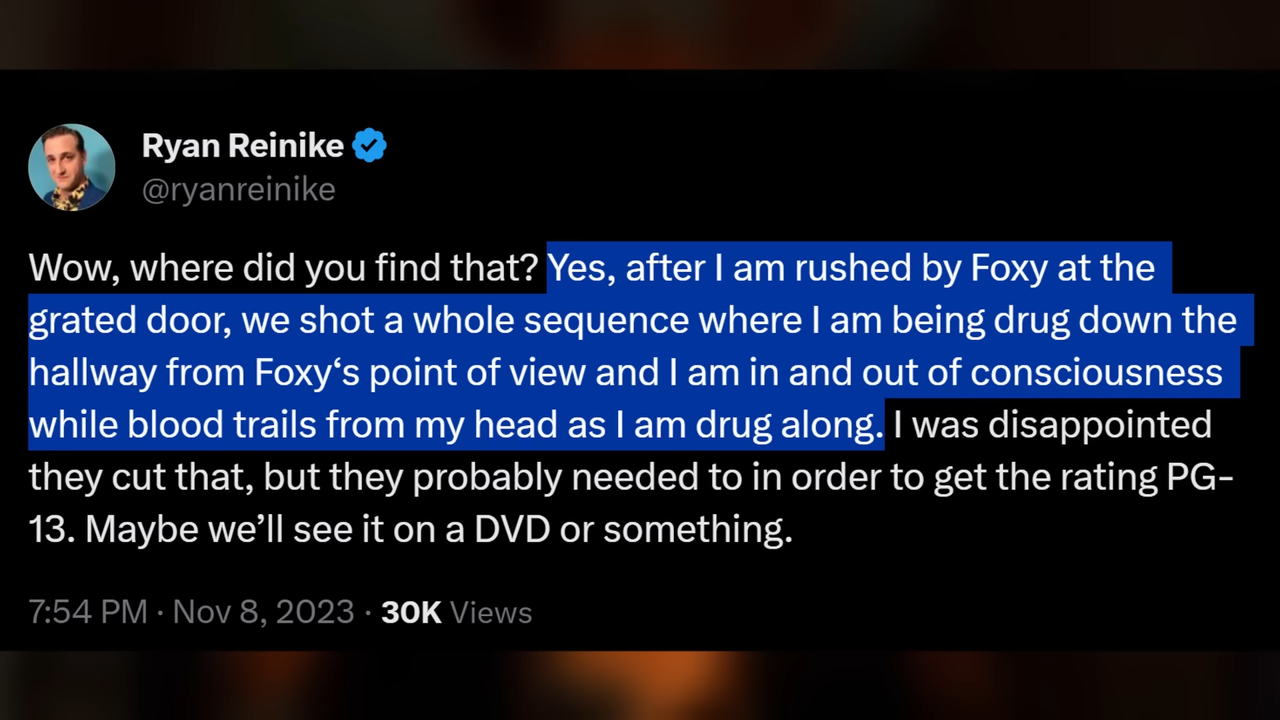 Ryan Reinike
@ryanreinike
Wow, where did you find that? Yes, after I am rushed by Foxy at the
grated door, we shot a whole sequence where I am being drug down the
hallway from Foxy‘s point of view and I am in and out of consciousness
while blood trails from my head as I am drug along. I was disappointed
they cut that, but they probably needed to in order to get the rating PG-
13. Maybe we’ll see it on a DVD or something.
7:54 PM · Nov 8, 2023 · 30K Views